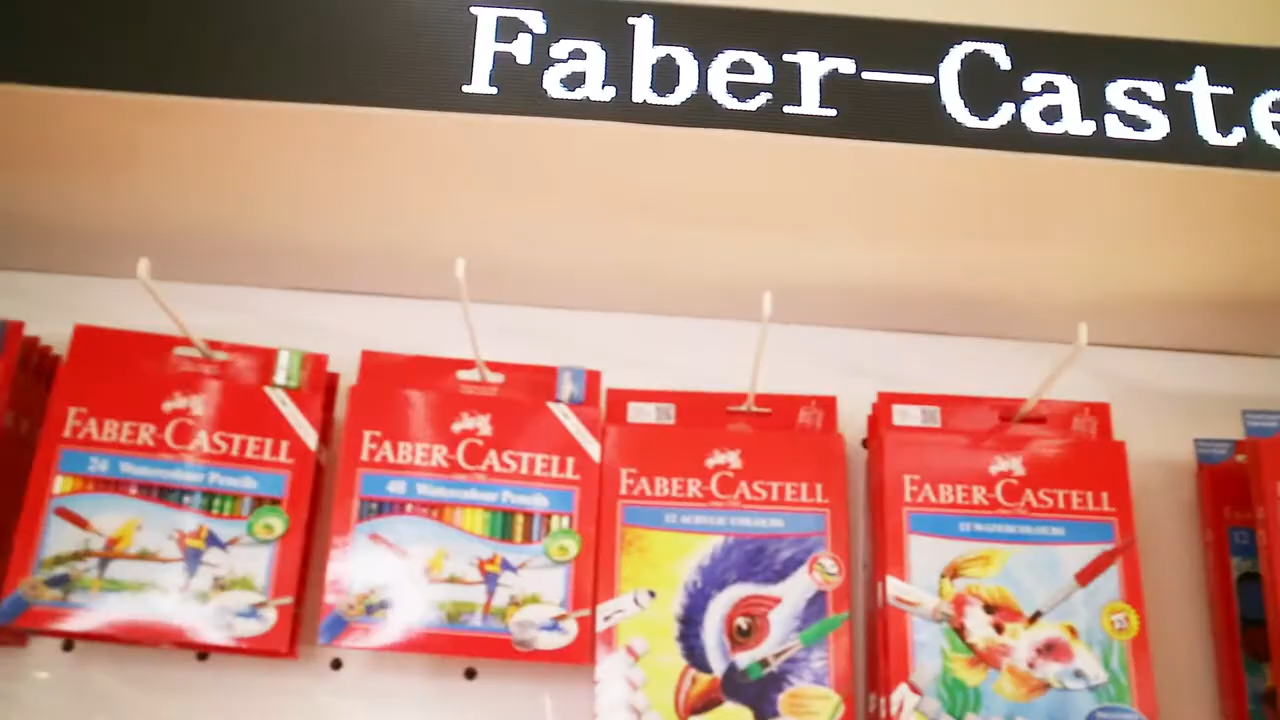 Faber-Caste
FABER-CASTELL
24 Watercolour Pencils
FABER-CASTELL
48 Watercolour Pencils
FABER-CASTELL
12 ACRYLIC COLOURS
FABER-CASTELL
12 WATERCOLOURS
12